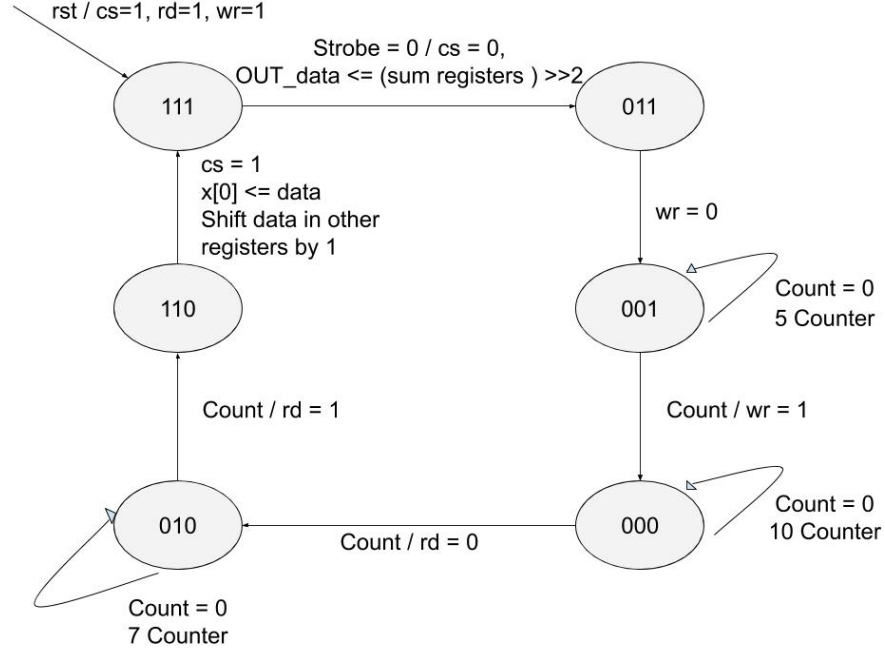 rst / cs=1, rd=1, wr=1
Strobe = 0 / cs = 0,
OUT_data <= (sum registers ) >>2
111
011
cs = 1
x[0] <= data
Shift data in other
registers by 1
wr = 0
110
001
Count = 0
5 Counter
Count / rd = 1
Count / wr = 1
010
000
Count / rd = 0
Count = 0
10 Counter
Count = 0
7 Counter